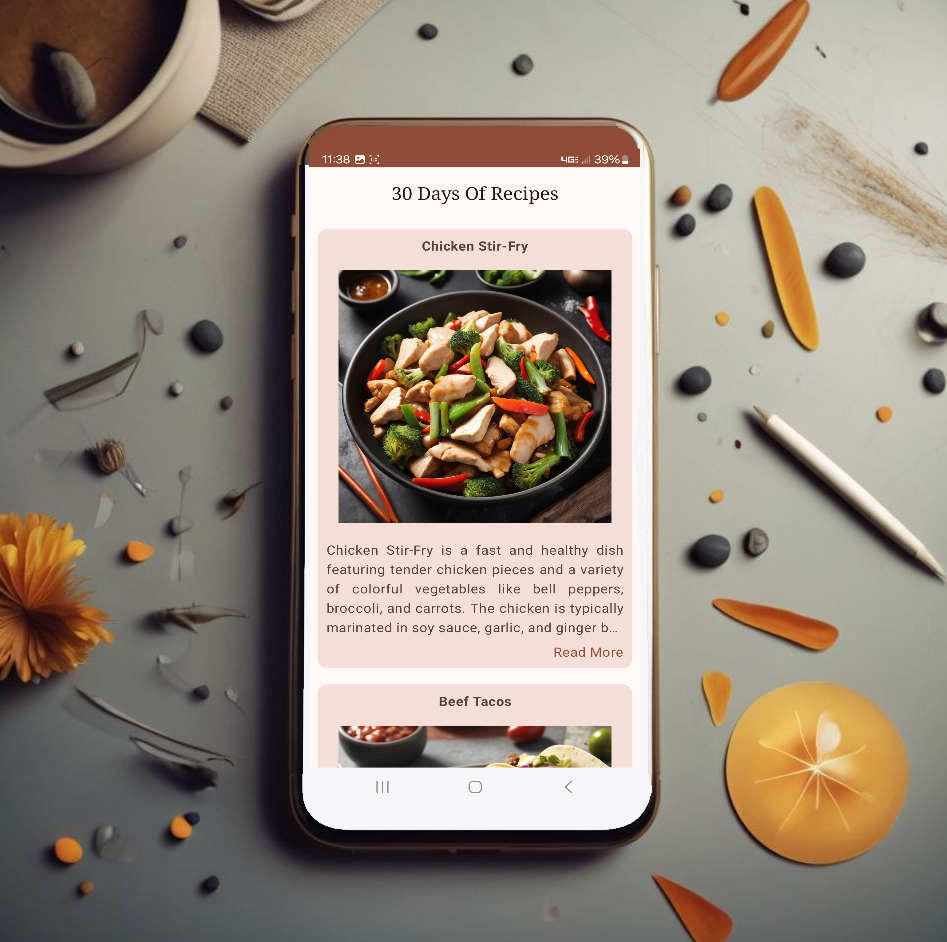 11:38 4G 39%
30 Days Of Recipes
Chicken Stir-Fry
Chicken Stir-Fry is a fast and healthy dish
featuring tender chicken pieces and a variety
of colorful vegetables like bell peppers,
broccoli, and carrots. The chicken is typically
marinated in soy sauce, garlic, and ginger b...
Read More
Beef Tacos